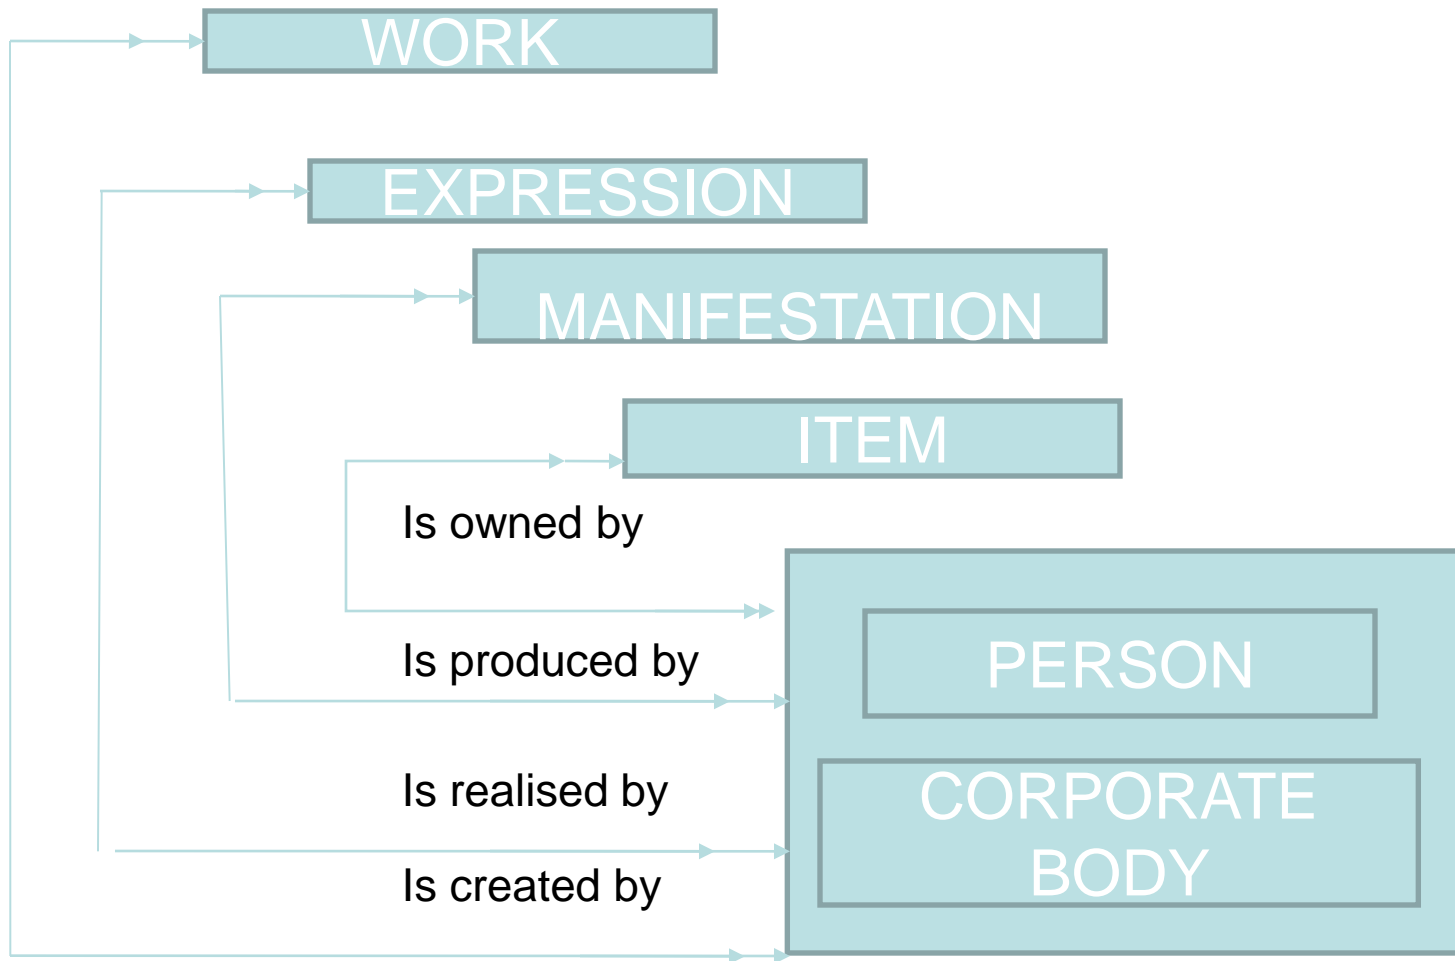 WORK
EXPRESSION
MANIFESTATION
ITEM
Is owned by
Is produced by
PERSON
Is realised by
CORPORATE
BODY
Is created by